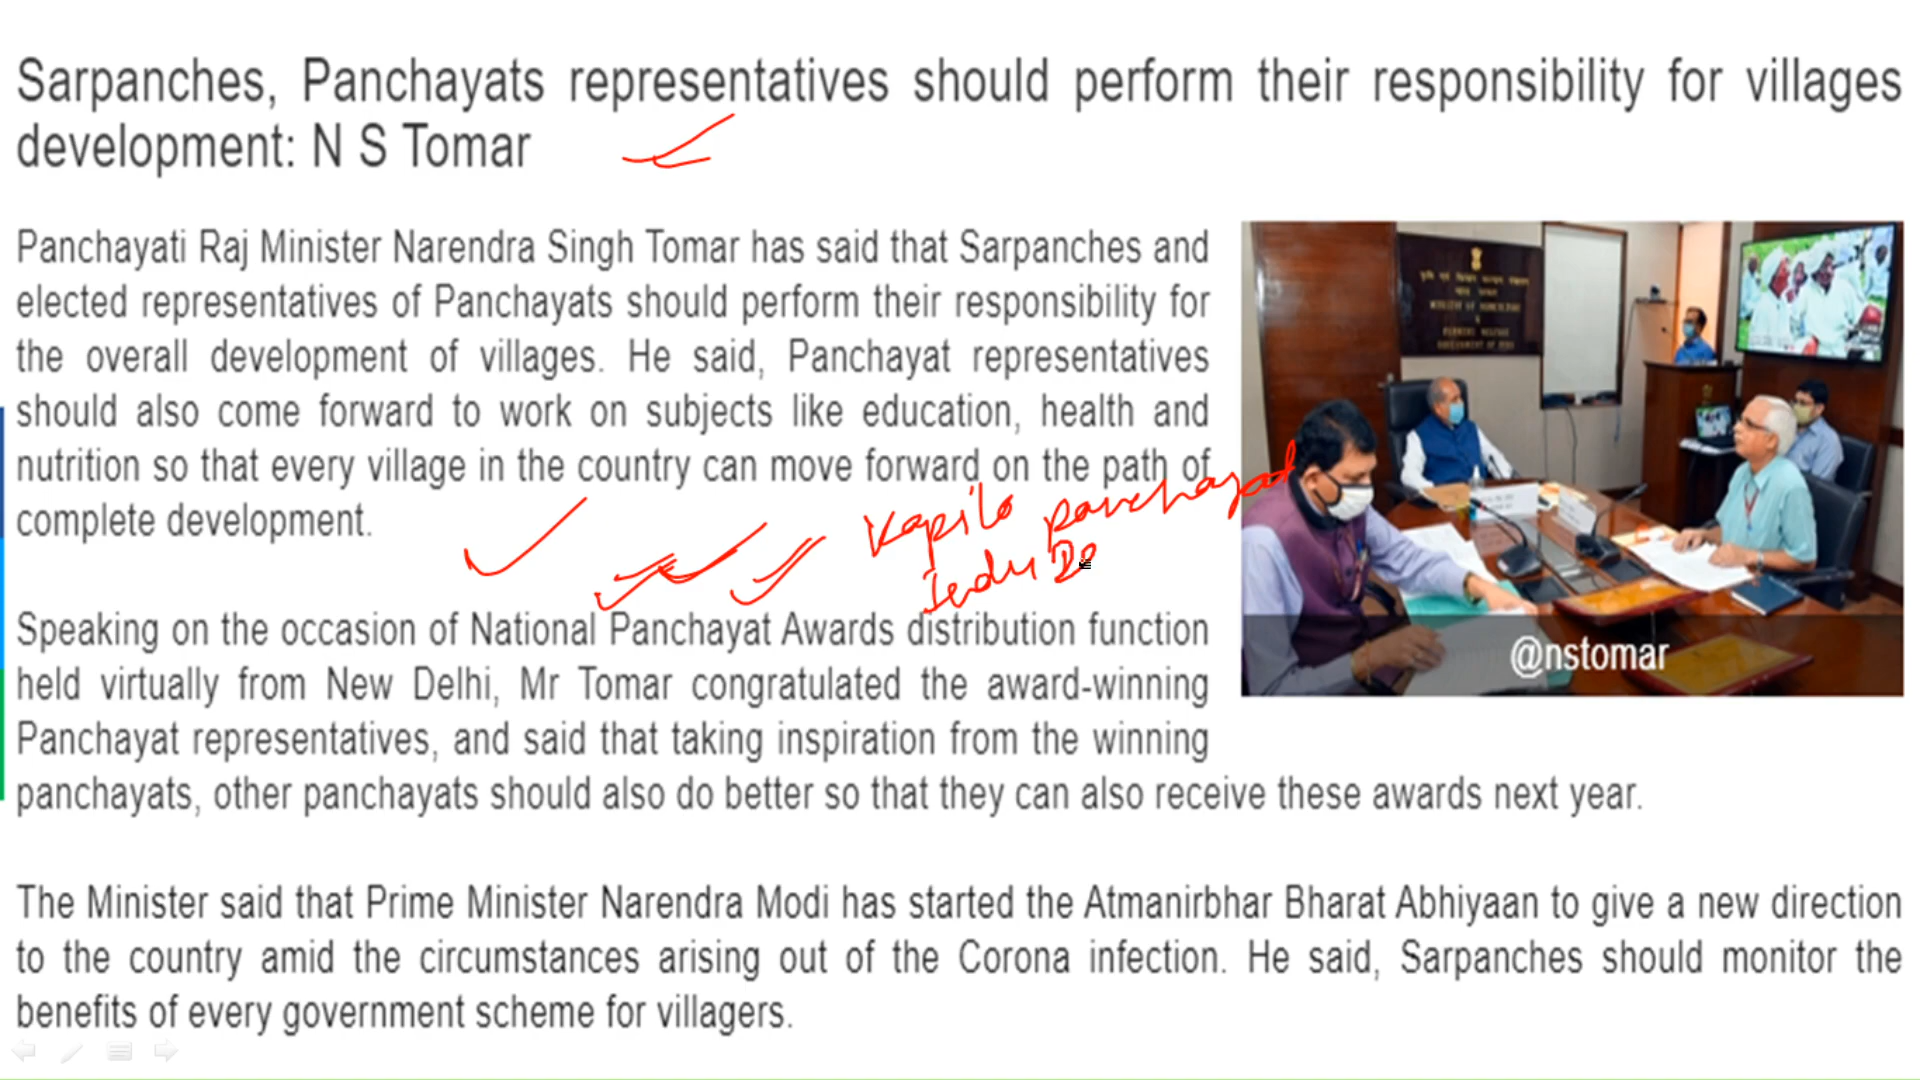 Sarpanches, Panchayats representatives should perform their responsibility for villages
development: N S Tomar
Panchayati Raj Minister Narendra Singh Tomar has said that Sarpanches and
elected representatives of Panchayats should perform their responsibility for
the overall development of villages. He said, Panchayat representatives
should also come forward to work on subjects like education, health and
nutrition so that every village in the country can move forward on the path of
complete development.
Kapila panchayat
Speaking on the occasion of National Panchayat Awards distribution function
held virtually from New Delhi, Mr Tomar congratulated the award-winning
Panchayat representatives, and said that taking inspiration from the winning
panchayats, other panchayats should also do better so that they can also receive these awards next year.
The Minister said that Prime Minister Narendra Modi has started the Atmanirbhar Bharat Abhiyaan to give a new direction
to the country amid the circumstances arising out of the Corona infection. He said, Sarpanches should monitor the
benefits of every government scheme for villagers.
@nstomar